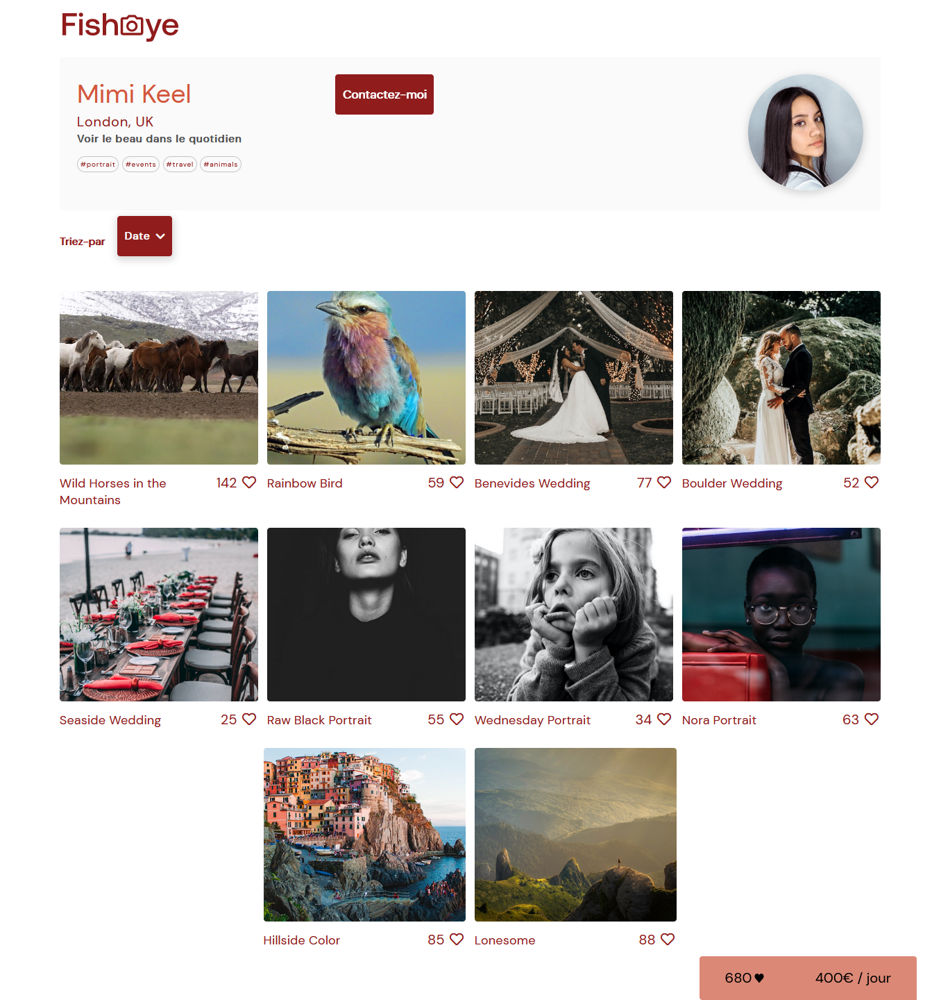 Fisheye
Mimi Keel
London, UK
Voir le beau dans le quotidien
#portrait #events #travel #animals
Contactez-moi
Triez-par
Date
Wild Horses in the
Mountains
142
Rainbow Bird
59
Benevides Wedding
77
Boulder Wedding
52
Seaside Wedding
25
Raw Black Portrait
55
Wednesday Portrait
34
Nora Portrait
63
Hillside Color
85
Lonesome
88
680
400€ / jour